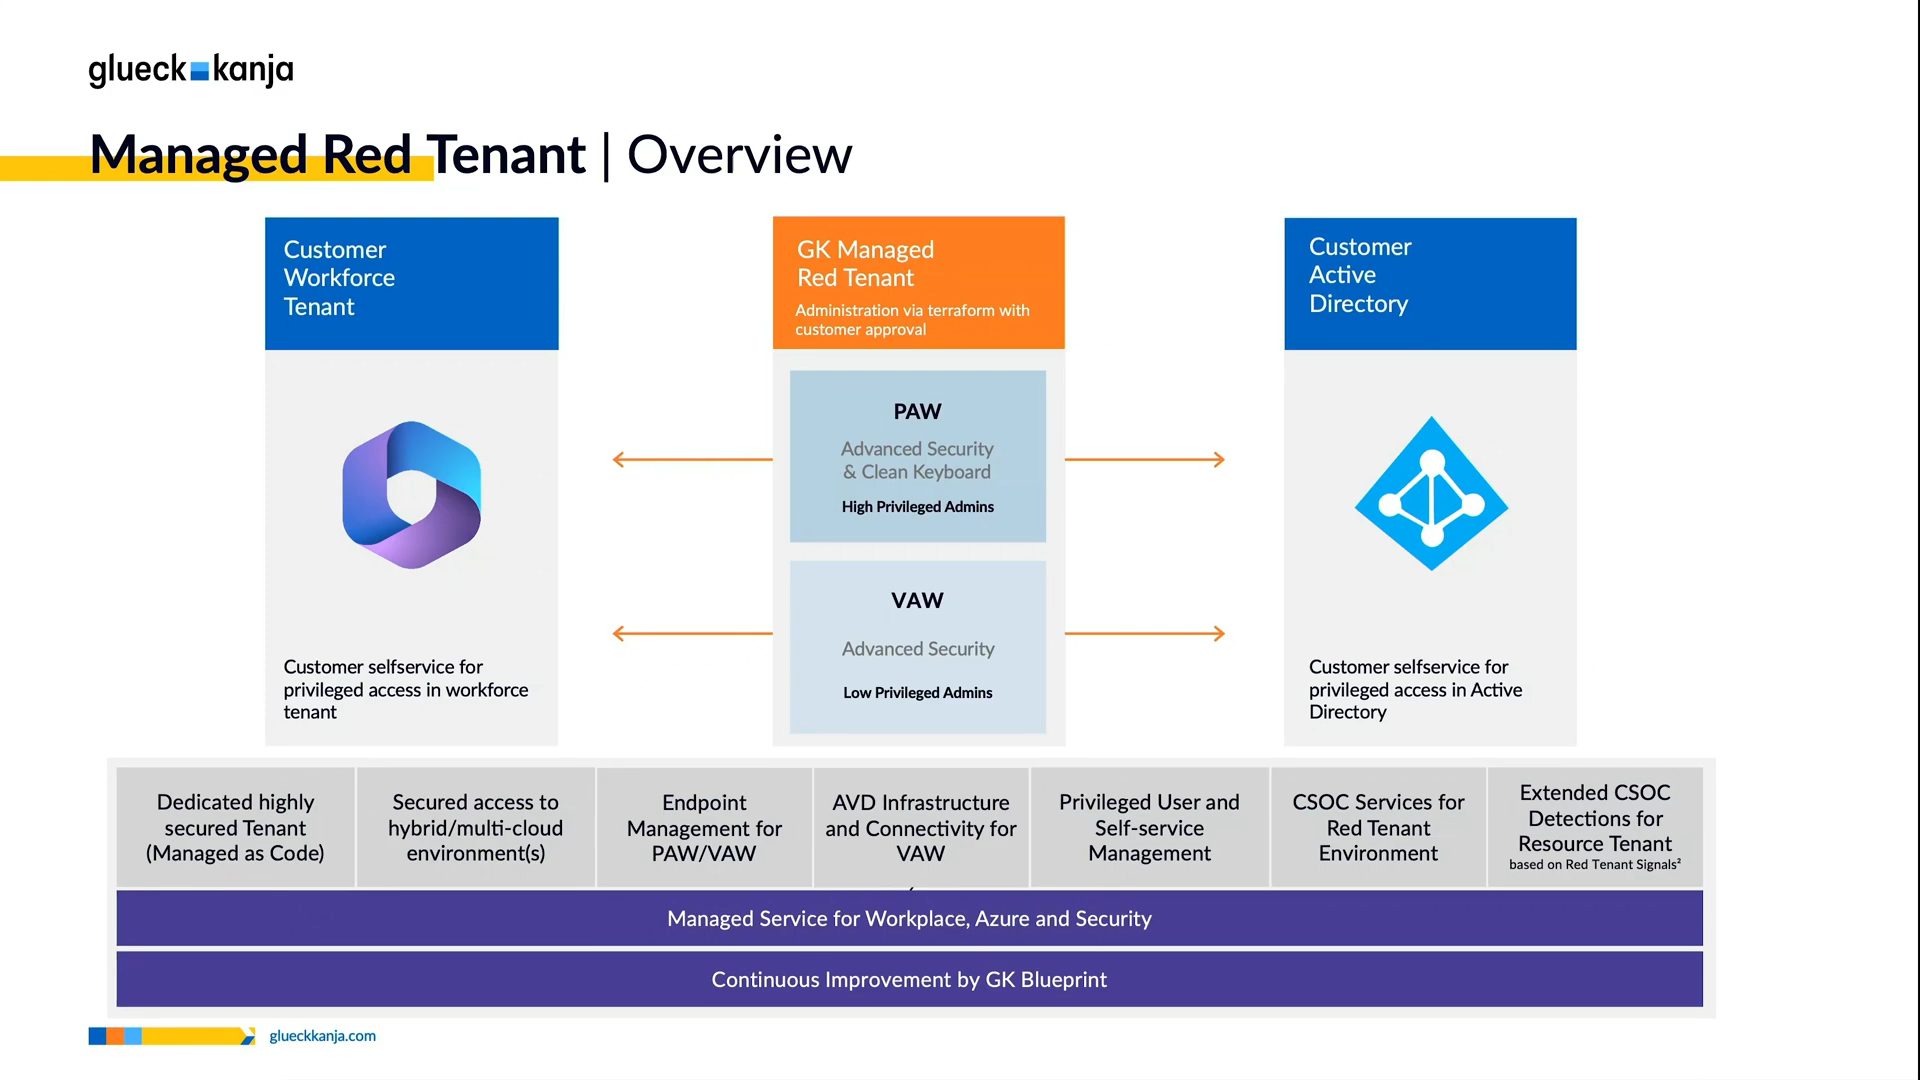 glueck kanja
Managed Red Tenant | Overview
Customer
Workforce
Tenant
Customer selfservice for
privileged access in workforce
tenant
GK Managed
Red Tenant
Administration via terraform with
customer approval
PAW
Advanced Security
& Clean Keyboard
High Privileged Admins
VAW
Advanced Security
Low Privileged Admins
Customer
Active
Directory
Customer selfservice for
privileged access in Active
Directory
Dedicated highly
secured Tenant
(Managed as Code)
Secured access to
hybrid/multi-cloud
environment(s)
Endpoint
Management for
PAW/VAW
AVD Infrastructure
and Connectivity for
VAW
Privileged User and
Self-service
Management
CSOC Services for
Red Tenant
Environment
Extended CSOC
Detections for
Resource Tenant
based on Red Tenant Signals²
Managed Service for Workplace, Azure and Security
Continuous Improvement by GK Blueprint
glueckkanja.com